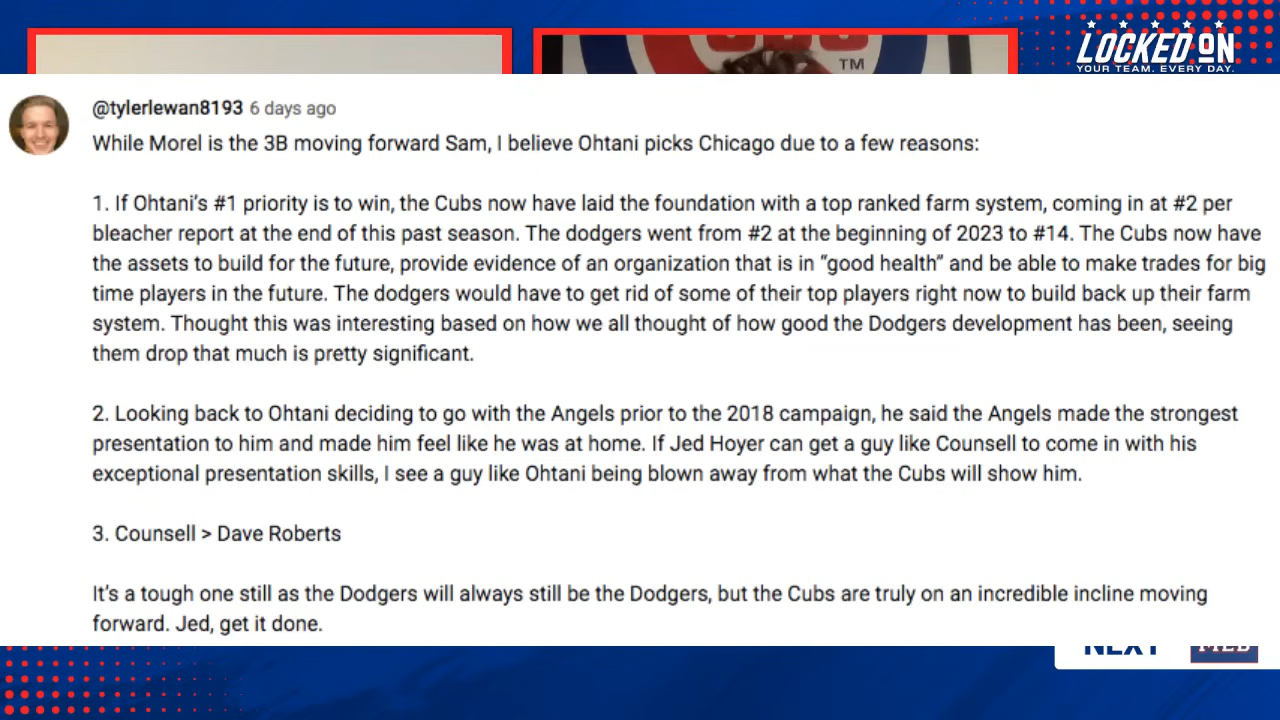 CUBS
TM
LOCKED ON
YOUR TEAM. EVERY DAY.
@tylerlewan8193 6 days ago
While Morel is the 3B moving forward Sam, I believe Ohtani picks Chicago due to a few reasons:
1. If Ohtani's #1 priority is to win, the Cubs now have laid the foundation with a top ranked farm system, coming in at #2 per
bleacher report at the end of this past season. The dodgers went from #2 at the beginning of 2023 to #14. The Cubs now have
the assets to build for the future, provide evidence of an organization that is in “good health” and be able to make trades for big
time players in the future. The dodgers would have to get rid of some of their top players right now to build back up their farm
system. Thought this was interesting based on how we all thought of how good the Dodgers development has been, seeing
them drop that much is pretty significant.
2. Looking back to Ohtani deciding to go with the Angels prior to the 2018 campaign, he said the Angels made the strongest
presentation to him and made him feel like he was at home. If Jed Hoyer can get a guy like Counsell to come in with his
exceptional presentation skills, I see a guy like Ohtani being blown away from what the Cubs will show him.
3. Counsell > Dave Roberts
It's a tough one still as the Dodgers will always still be the Dodgers, but the Cubs are truly on an incredible incline moving
forward. Jed, get it done.
NEXT
MLB